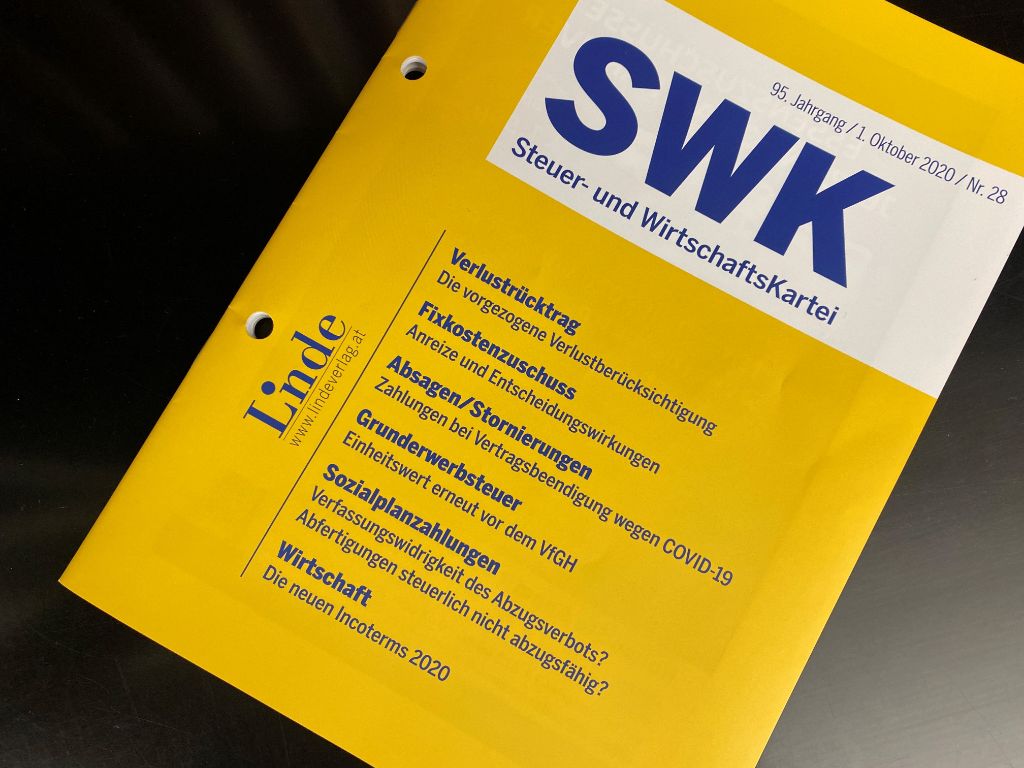 95. Jahrgang / 1. Oktober 2020 / Nr. 28
SWK
Steuer- und WirtschaftsKartei
Verlustrücktrag
Die vorgezogene Verlustberücksichtigung
Fixkostenzuschuss
Anreize und Entscheidungswirkungen
Absagen/Stornierungen
Zahlungen bei Vertragsbeendigung wegen COVID-19
Grunderwerbsteuer
Einheitswert erneut vor dem VfGH
Sozialplanzahlungen
Verfassungswidrigkeit des Abzugsverbots?
Abfertigungen steuerlich nicht abzugsfähig?
Wirtschaft
Die neuen Incoterms 2020
Linde
www.lindeverlag.at